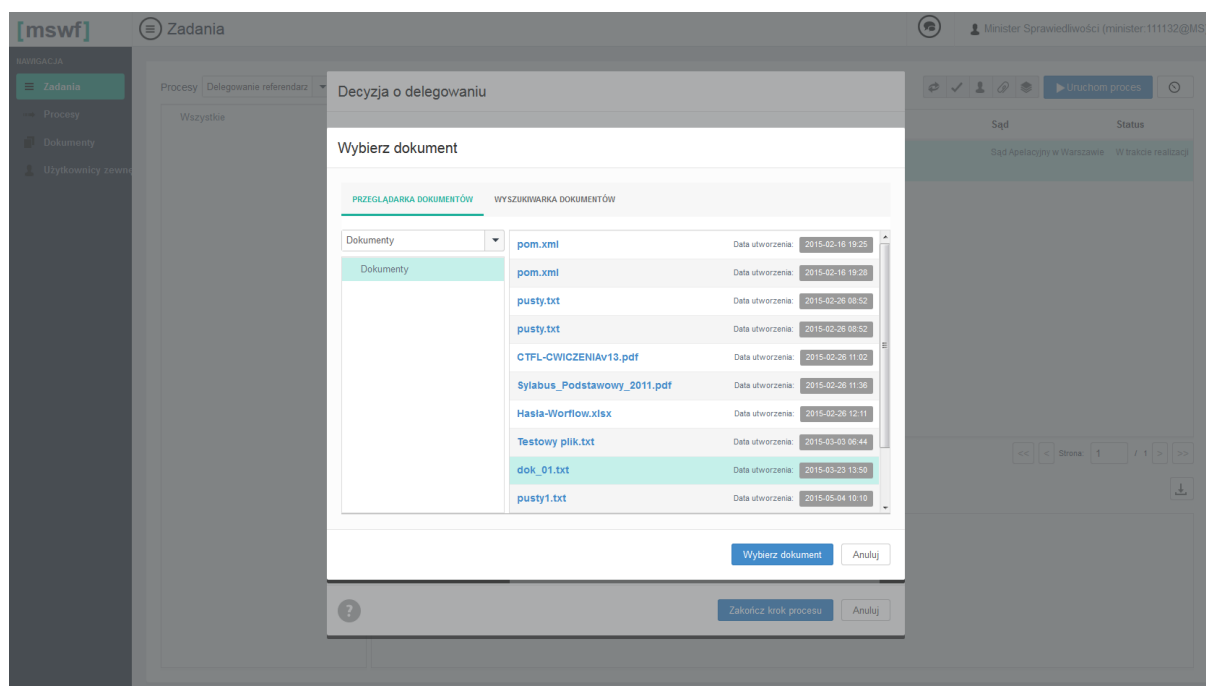 [mswf]
Zadania
Minister Sprawiedliwości (minister:111132@MS
NAWIGACJA
Zadania
Procesy
Dokumenty
Użytkownicy zewnę
Procesy
Delegowanie referendarz
Uruchom proces
Wszystkie
Sąd
Status
Sąd Apelacyjny w Warszawie
W trakcie realizacji
Decyzja o delegowaniu
Wybierz dokument
PRZEGLĄDARKA DOKUMENTÓW
WYSZUKIWARKA DOKUMENTÓW
Dokumenty
Dokumenty
pom.xml Data utworzenia: 2015-02-16 19:25
pom.xml Data utworzenia: 2015-02-16 19:28
pusty.txt Data utworzenia: 2015-02-26 08:52
pusty.txt Data utworzenia: 2015-02-26 08:52
CTFL-CWICZENIAv13.pdf Data utworzenia: 2015-02-26 11:02
Sylabus_Podstawowy_2011.pdf Data utworzenia: 2015-02-26 11:36
Hasła-Worflow.xlsx Data utworzenia: 2015-02-26 12:11
Testowy plik.txt Data utworzenia: 2015-03-03 06:44
dok_01.txt Data utworzenia: 2015-03-23 13:50
pusty1.txt Data utworzenia: 2015-05-04 10:10
<< < Strona: 1 / 1 > >>
Wybierz dokument
Anuluj
?
Zakończ krok procesu
Anuluj